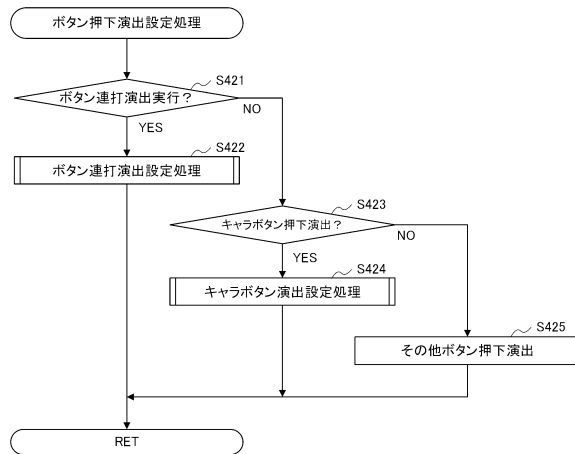 ボタン押下演出設定処理
S421
ボタン連打演出実行？
NO
YES
S422
ボタン連打演出設定処理
S423
キャラボタン押下演出？
NO
YES
S424
キャラボタン演出設定処理
S425
その他ボタン押下演出
RET